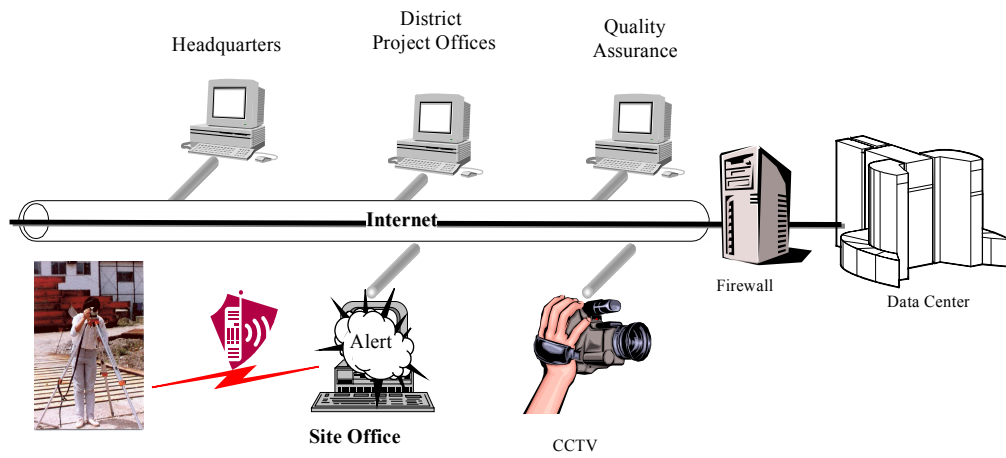 Headquarters
District
Project Offices
Quality
Assurance
Internet
Firewall
Data Center
Alert
Site Office
CCTV